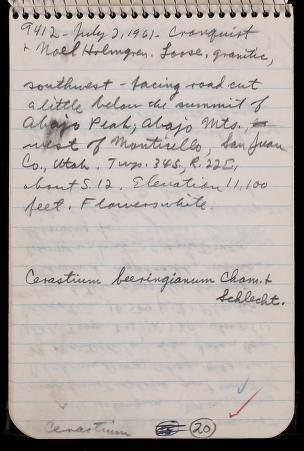 9412 - July 2, 1961 - Cronquist
+ Noel Holmgren. Loose, granitic,
southwest-facing road cut
a little below the summit of
Abajo Peak, Abajo Mts.,
west of Monticello, San Juan
Co., Utah. Twp. 34S, R. 22E,
about S. 12. Elevation 11,100
feet. Flowers white.
Cerastium beeringianum Cham. +
Schlecht.
Cerastium
20